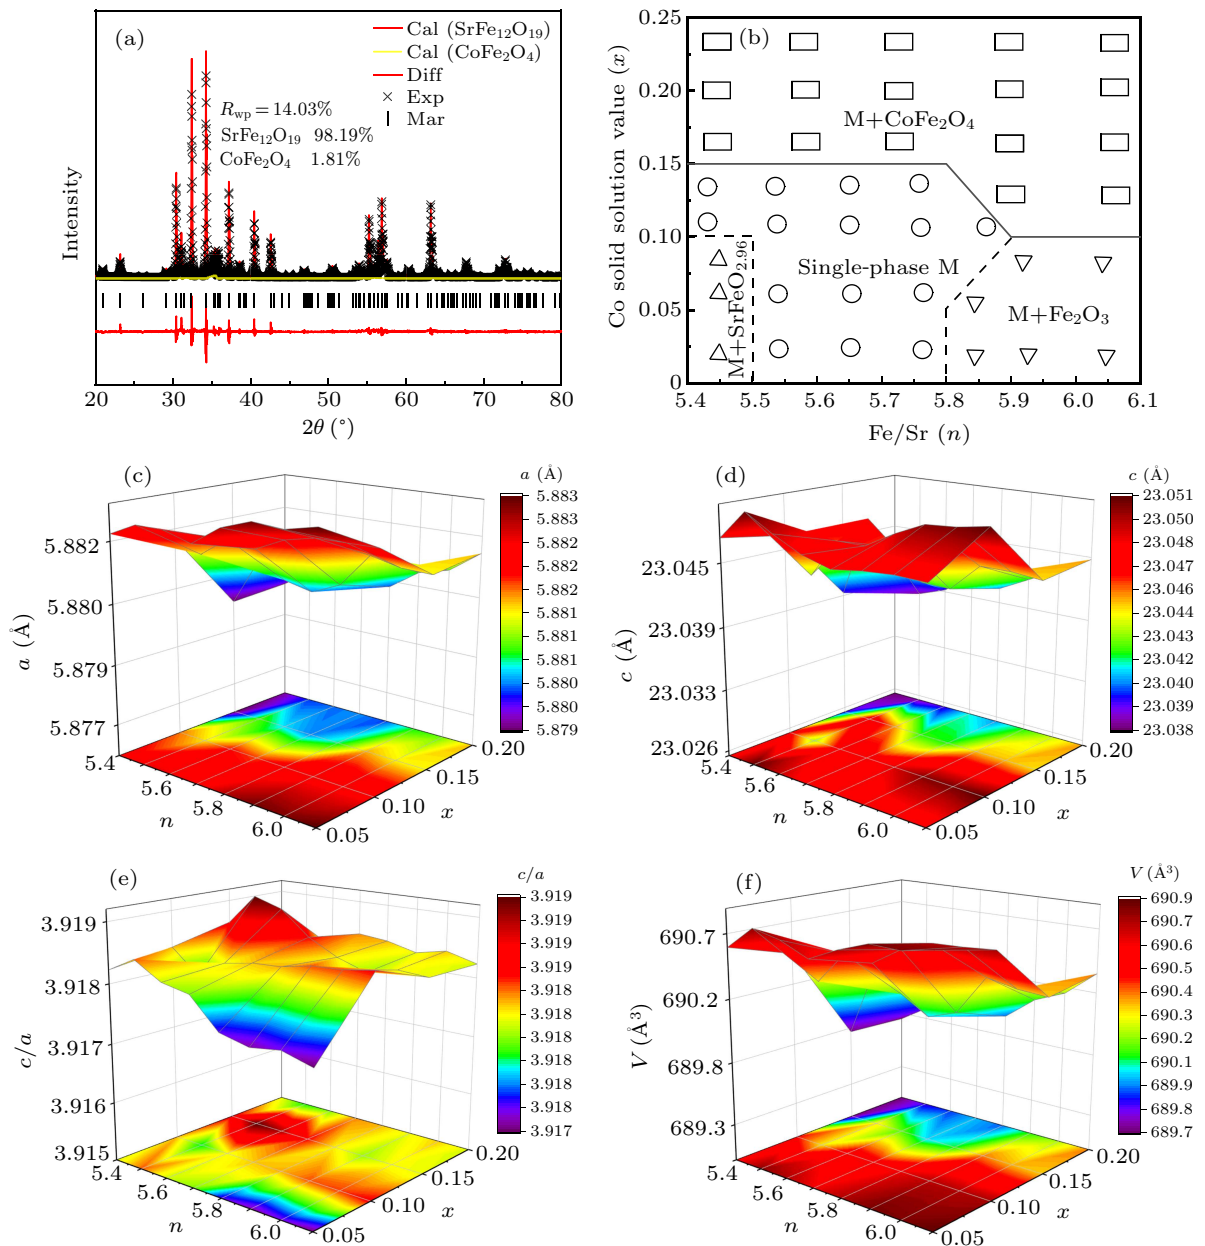 (a)
Cal (SrFe₁₂O₁₉)
Cal (CoFe₂O₄)
Diff
Exp
Mar
R_wp = 14.03%
SrFe₁₂O₁₉ 98.19%
CoFe₂O₄ 1.81%
Intensity
20 30 40 50 60 70 80
2θ (°)
(b)
Co solid solution value (x)
0.25
0.20
0.15
0.10
0.05
0
M+CoFe₂O₄
Single-phase M
M+SrFeO₂.₉₆
M+Fe₂O₃
5.4 5.5 5.6 5.7 5.8 5.9 6.0 6.1
Fe/Sr (n)
(c)
a (Å)
5.883
5.883
5.882
5.882
5.882
5.881
5.881
5.881
5.880
5.880
5.879
a (Å)
5.882
5.880
5.879
5.877
5.4
5.6
5.8
6.0
n
0.05
0.10
0.15
0.20
x
(d)
c (Å)
23.051
23.050
23.048
23.047
23.046
23.044
23.043
23.042
23.040
23.039
23.038
c (Å)
23.045
23.039
23.033
23.026
5.4
5.6
5.8
6.0
n
0.05
0.10
0.15
0.20
x
(e)
c/a
3.919
3.919
3.919
3.919
3.918
3.918
3.918
3.918
3.918
3.918
3.917
c/a
3.919
3.918
3.917
3.916
3.915
5.4
5.6
5.8
6.0
n
0.05
0.10
0.15
0.20
x
(f)
V (Å³)
690.9
690.7
690.6
690.5
690.4
690.3
690.1
689.9
689.8
689.7
V (Å³)
690.7
690.2
689.8
689.3
5.4
5.6
5.8
6.0
n
0.05
0.10
0.15
0.20
x